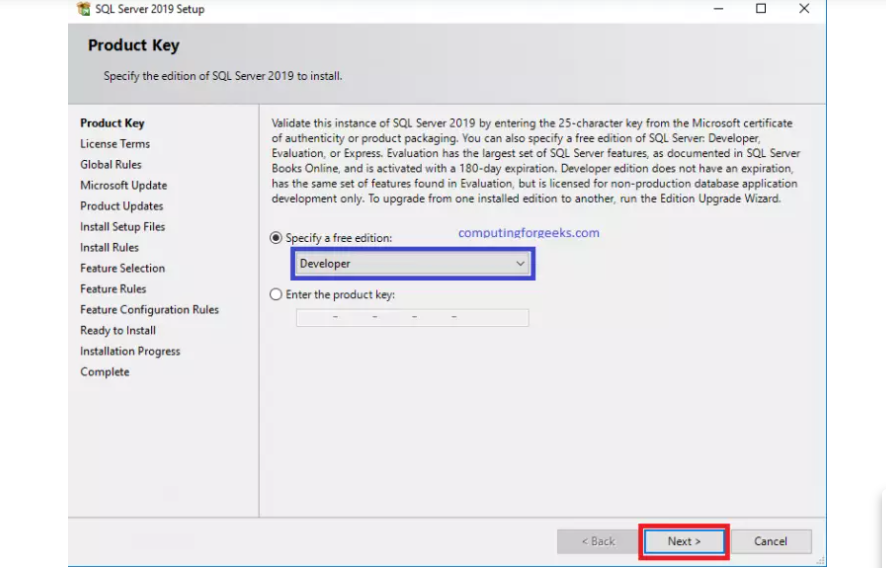 SQL Server 2019 Setup
Product Key
Specify the edition of SQL Server 2019 to install.
Product Key
License Terms
Global Rules
Microsoft Update
Product Updates
Install Setup Files
Install Rules
Feature Selection
Feature Rules
Feature Configuration Rules
Ready to Install
Installation Progress
Complete
Validate this instance of SQL Server 2019 by entering the 25-character key from the Microsoft certificate
of authenticity or product packaging. You can also specify a free edition of SQL Server: Developer,
Evaluation, or Express. Evaluation has the largest set of SQL Server features, as documented in SQL Server
Books Online, and is activated with a 180-day expiration. Developer edition does not have an expiration,
has the same set of features found in Evaluation, but is licensed for non-production database application
development only. To upgrade from one installed edition to another, run the Edition Upgrade Wizard.
computingforgeeks.com
Specify a free edition:
Developer
Enter the product key:
- - - -
< Back
Next >
Cancel